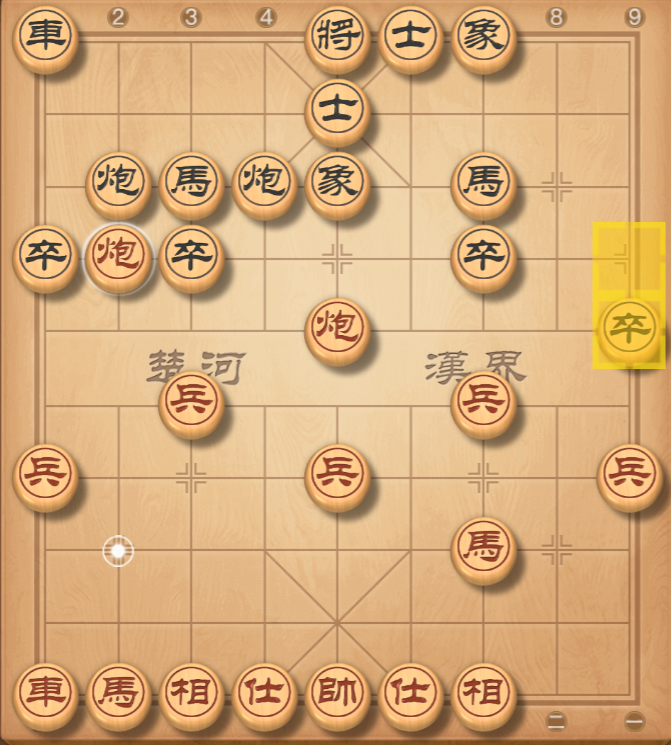 2 3 4 8 9
車 將 士 象
士
炮 馬 炮 象 馬
卒 炮 卒 卒
炮 卒
楚河 漢界
兵 兵
兵 兵 兵
馬
車 馬 相 仕 帥 仕 相
二 一